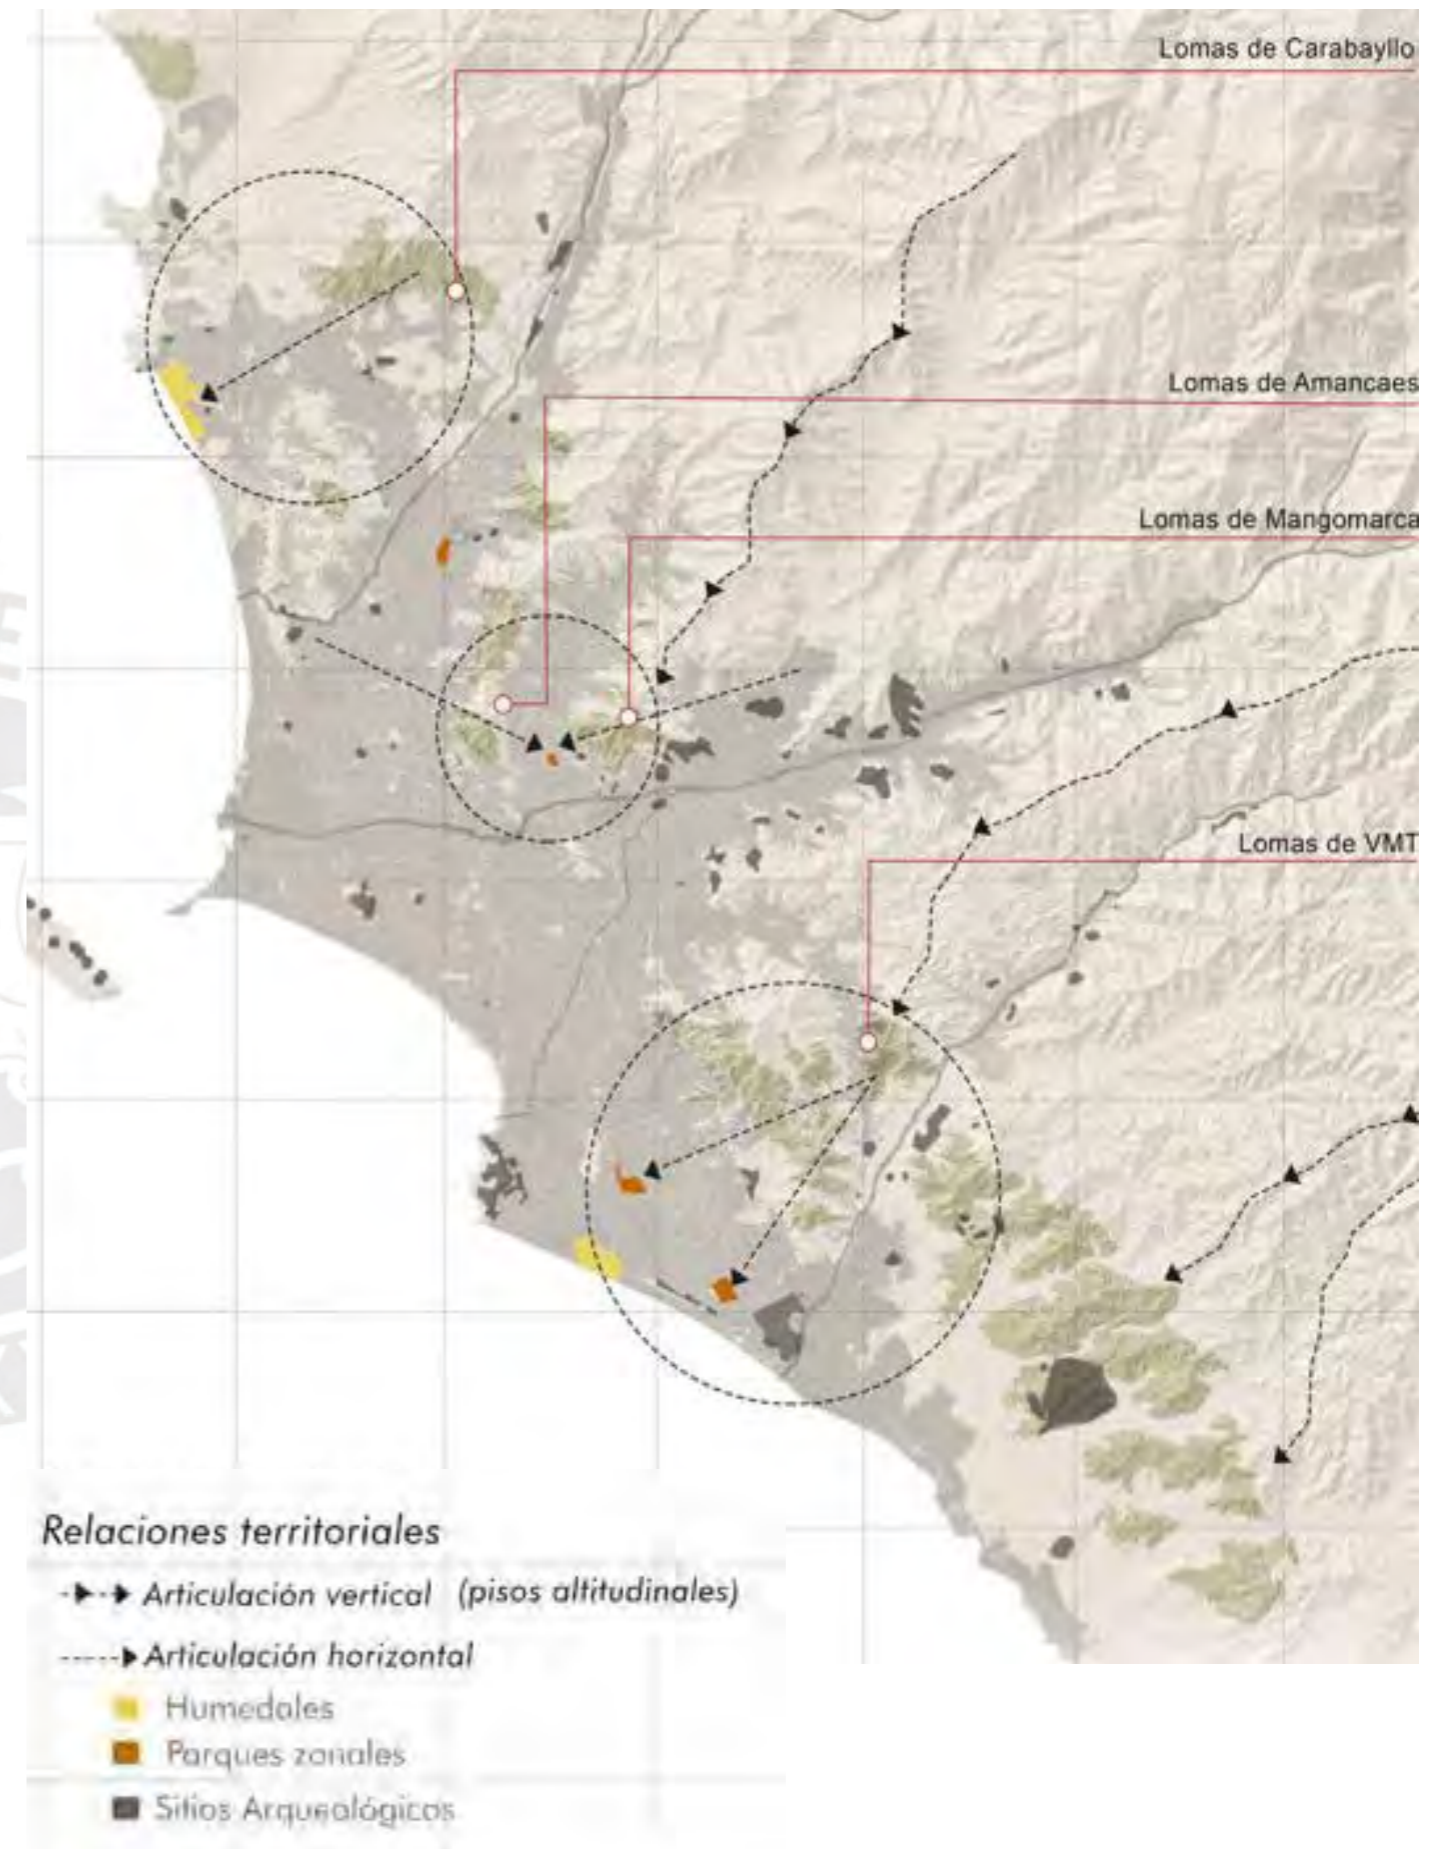 Lomas de Carabayllo
Lomas de Amancaes
Lomas de Mangomarca
Lomas de VMT
Relaciones territoriales
Articulación vertical (pisos altitudinales)
Articulación horizontal
Humedales
Parques zonales
Sitios Arqueológicos